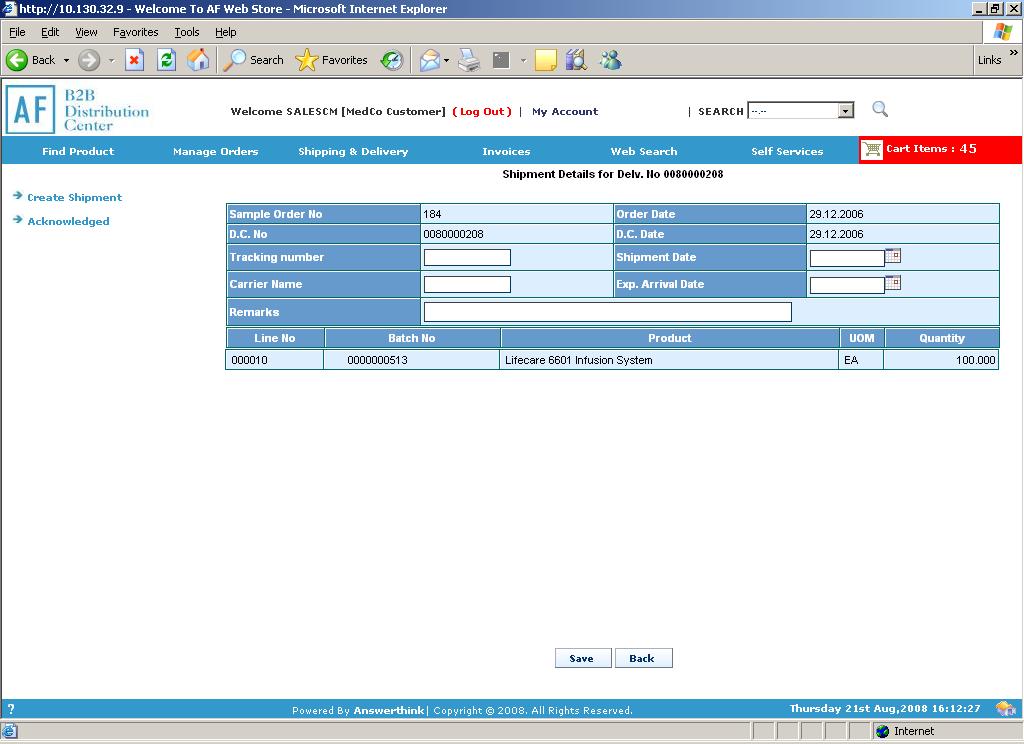 http://10.130.32.9 - Welcome To AF Web Store - Microsoft Internet Explorer
File Edit View Favorites Tools Help
Back Search Favorites Links »
AF B2B Distribution Center
Welcome SALESCM [MedCo Customer] ( Log Out ) | My Account | SEARCH --.--
Find Product Manage Orders Shipping & Delivery Invoices Web Search Self Services Cart Items : 45
Shipment Details for Delv. No 0080000208
Create Shipment
Acknowledged
Sample Order No 184 Order Date 29.12.2006
D.C. No 0080000208 D.C. Date 29.12.2006
Tracking number Shipment Date
Carrier Name Exp. Arrival Date
Remarks
Line No Batch No Product UOM Quantity
000010 0000000513 Lifecare 6601 Infusion System EA 100.000
Save Back
? Powered By Answerthink| Copyright © 2008. All Rights Reserved. Thursday 21st Aug,2008 16:12:27
Internet